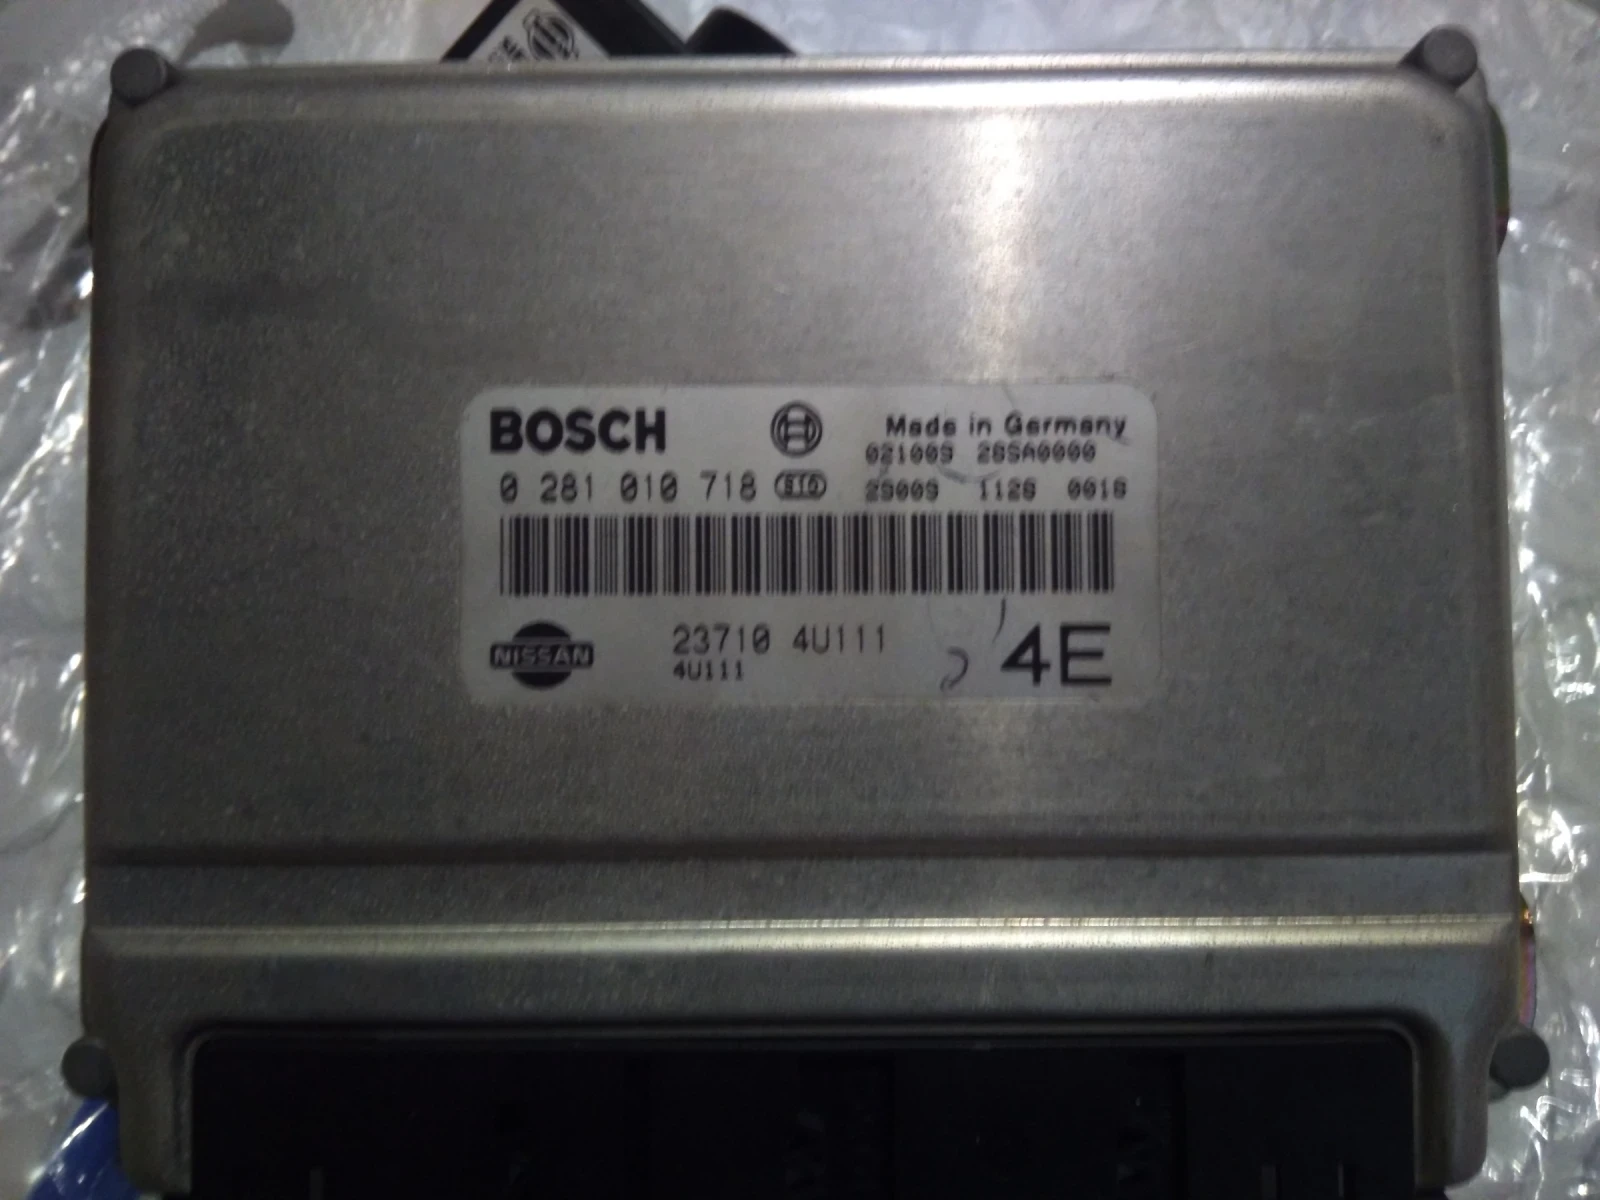 BOSCH
Made in Germany
0 281 010 718
NISSAN
23710 4U111
4U111
4E